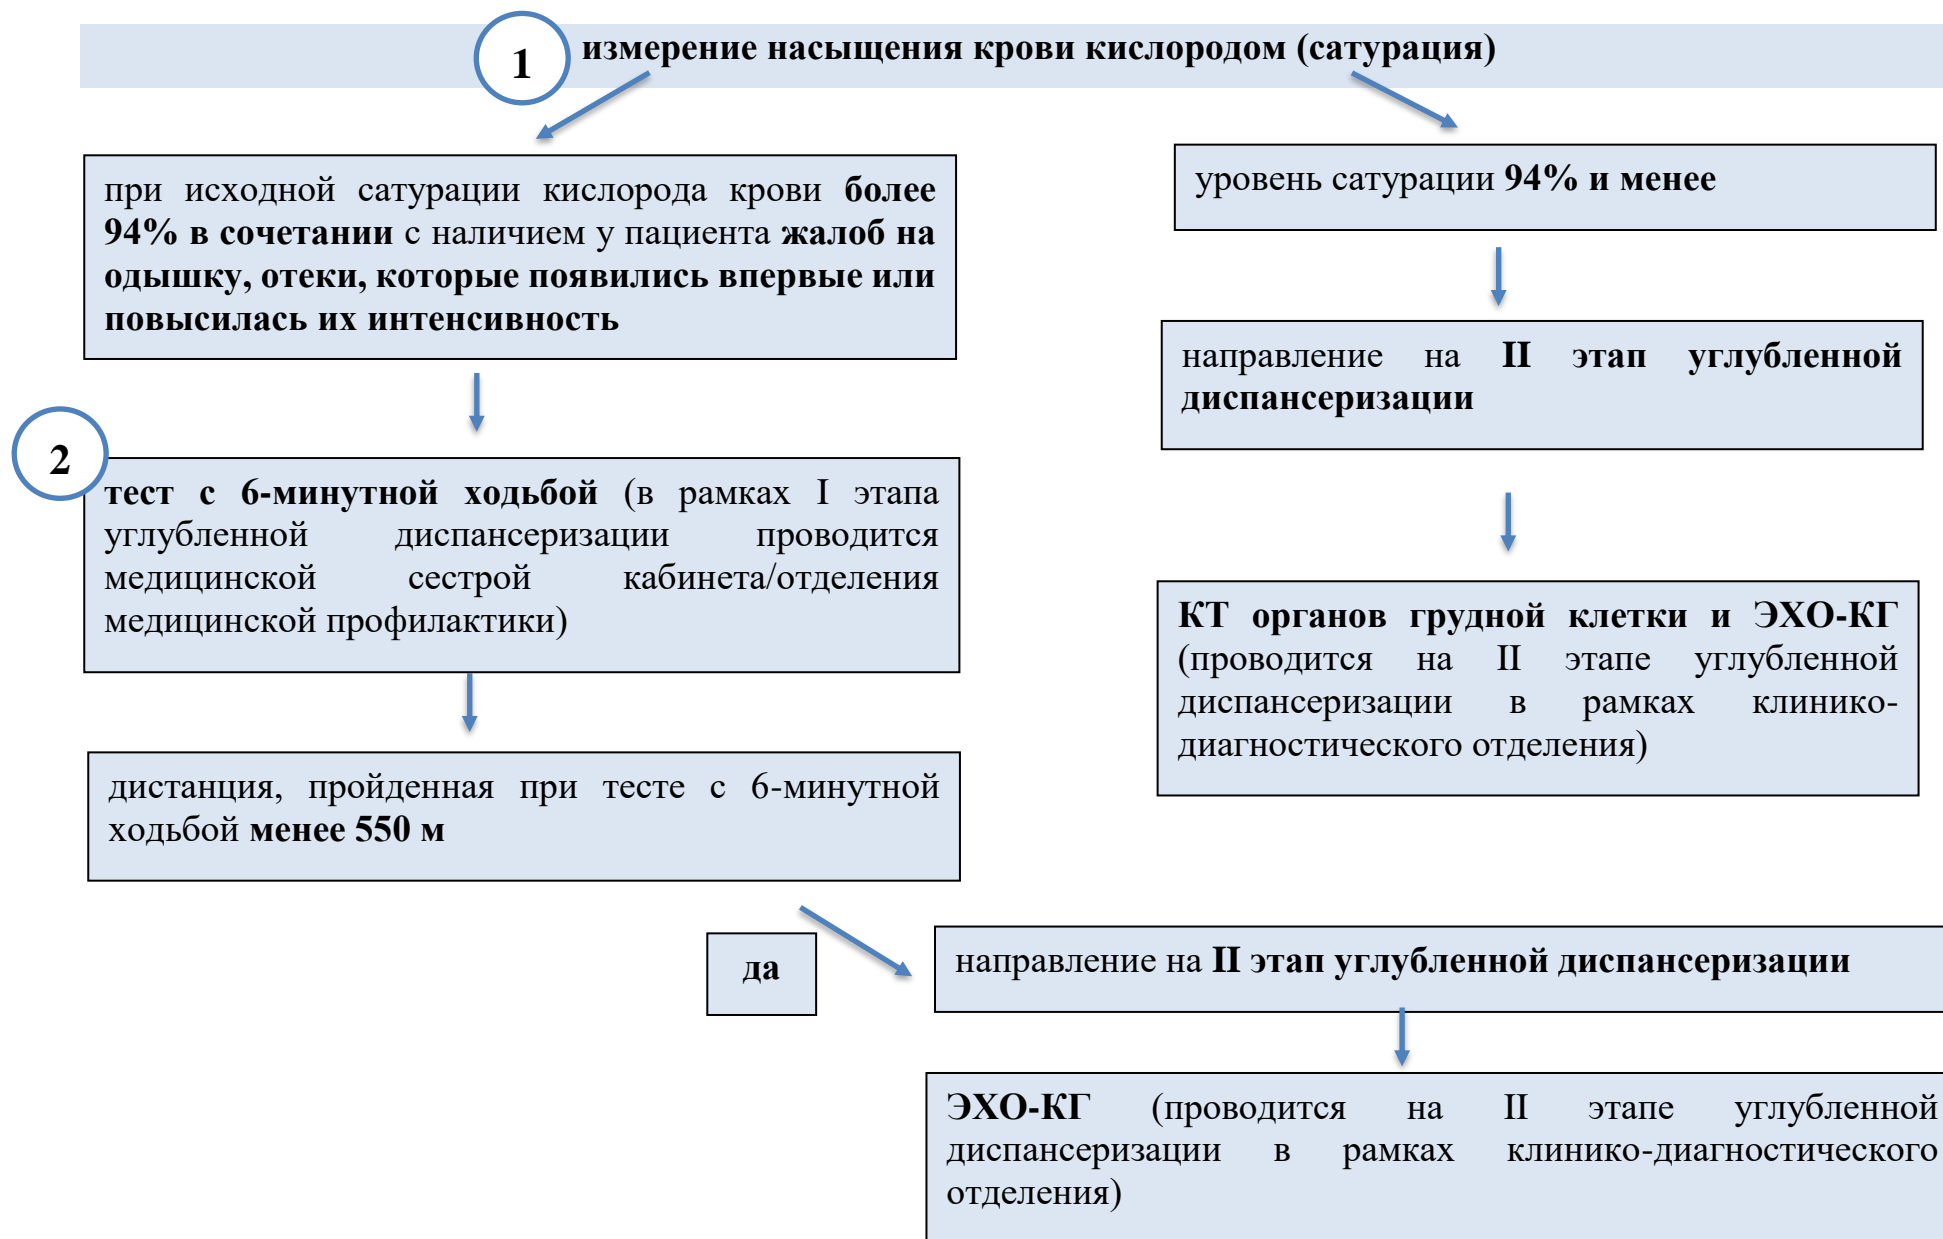 1
измерение насыщения крови кислородом (сатурация)
при исходной сатурации кислорода крови более
94% в сочетании с наличием у пациента жалоб на
одышку, отеки, которые появились впервые или
повысилась их интенсивность
уровень сатурации 94% и менее
направление на II этап углубленной
диспансеризации
2
тест с 6-минутной ходьбой (в рамках I этапа
углубленной диспансеризации проводится
медицинской сестрой кабинета/отделения
медицинской профилактики)
КТ органов грудной клетки и ЭХО-КГ
(проводится на II этапе углубленной
диспансеризации в рамках клинико-
диагностического отделения)
дистанция, пройденная при тесте с 6-минутной
ходьбой менее 550 м
да
направление на II этап углубленной диспансеризации
ЭХО-КГ (проводится на II этапе углубленной
диспансеризации в рамках клинико-диагностического
отделения)